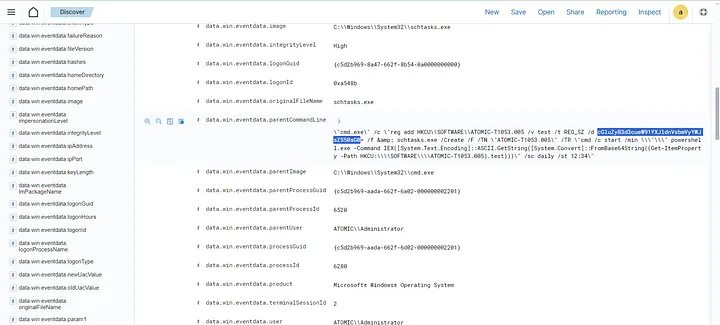 Discover
New
Save
Open
Share
Reporting
Inspect
a
data.win.eventdata.
failureReason
data.win.eventdata.fileVersion
data.win.eventdata.hashes
data.win.eventdata.homeDirectory
data.win.eventdata.homePath
data.win.eventdata.image
data.win.eventdata.
impersonationLevel
data.win.eventdata.integrityLevel
data.win.eventdata.ipAddress
data.win.eventdata.ipPort
data.win.eventdata.keyLength
data.win.eventdata.
lmPackageName
data.win.eventdata.logonGuid
data.win.eventdata.logonHours
data.win.eventdata.logonId
data.win.eventdata.
logonProcessName
data.win.eventdata.logonType
data.win.eventdata.newUacValue
data.win.eventdata.oldUacValue
data.win.eventdata.
originalFileName
data.win.eventdata.param1
data.win.eventdata.image C:\\Windows\\System32\\schtasks.exe
data.win.eventdata.integrityLevel High
data.win.eventdata.logonGuid {c5d2b969-8a47-662f-8b54-0a0000000000}
data.win.eventdata.logonId 0xa548b
data.win.eventdata.originalFileName schtasks.exe
data.win.eventdata.parentCommandLine
\"cmd.exe\" /c \"reg add HKCU\\SOFTWARE\\ATOMIC-T1053.005 /v test /t REG_SZ /d
/f &amp; schtasks.exe /Create /F /TN \"ATOMIC-T1053.005\" /TR \"cmd /c start /min \\\"\\\" powershel
l.exe -Command IEX([System.Text.Encoding]::ASCII.GetString([System.Convert]::FromBase64String((Get-ItemPropert
y -Path HKCU:\\\\SOFTWARE\\\\ATOMIC-T1053.005).test)))\" /sc daily /st 12:34\"
data.win.eventdata.parentImage C:\\Windows\\System32\\cmd.exe
data.win.eventdata.parentProcessGuid {c5d2b969-aada-662f-6d02-000000002201}
data.win.eventdata.parentProcessId 6520
data.win.eventdata.parentUser ATOMIC\\Administrator
data.win.eventdata.processGuid {c5d2b969-aada-662f-6e02-000000002201}
data.win.eventdata.processId 6280
data.win.eventdata.product Microsoft® Windows® Operating System
data.win.eventdata.terminalSessionId 2
data.win.eventdata.user ATOMIC\\Administrator